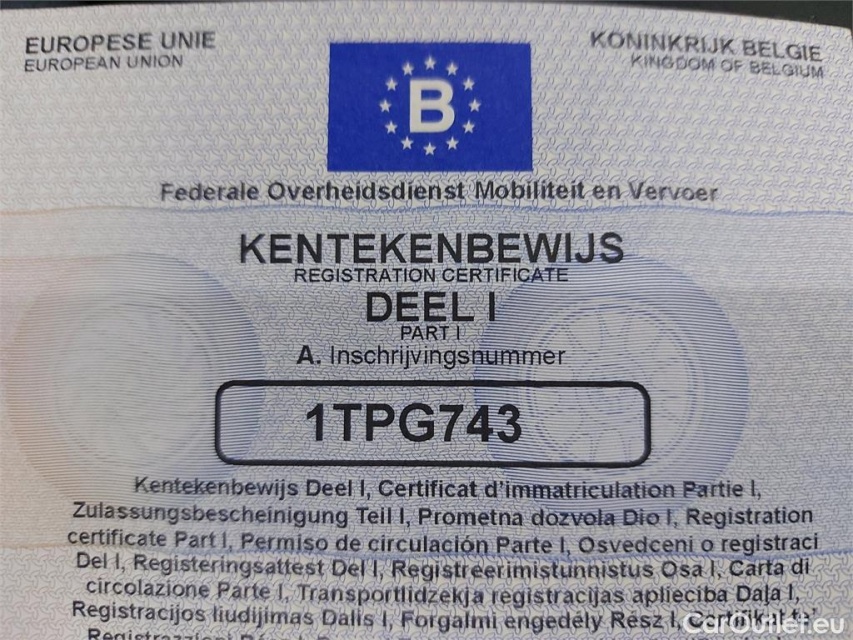 EUROPESE UNIE
EUROPEAN UNION
KONINKRIJK BELGIE
KINGDOM OF BELGIUM
B
Federale Overheidsdienst Mobiliteit en Vervoer
KENTEKENBEWIJS
REGISTRATION CERTIFICATE
DEEL I
PART I
A. Inschrijvingsnummer
1TPG743
Kentekenbewijs Deel I, Certificat d'immatriculation Partie I,
Zulassungsbescheinigung Teil I, Prometna dozvola Dio I, Registration
certificate Part I, Permiso de circulación Parte I, Osvedceni o registraci
Del I, Registeringsattest Del I, Registreerimistunnistus Osa I, Carta di
circolazione Parte I, Transportlidzekja registracijas aplieciba Daļa I,
Registracijos liudijimas Dalis I, Forgalmi engedély Rész I,
CarOutlet.eu